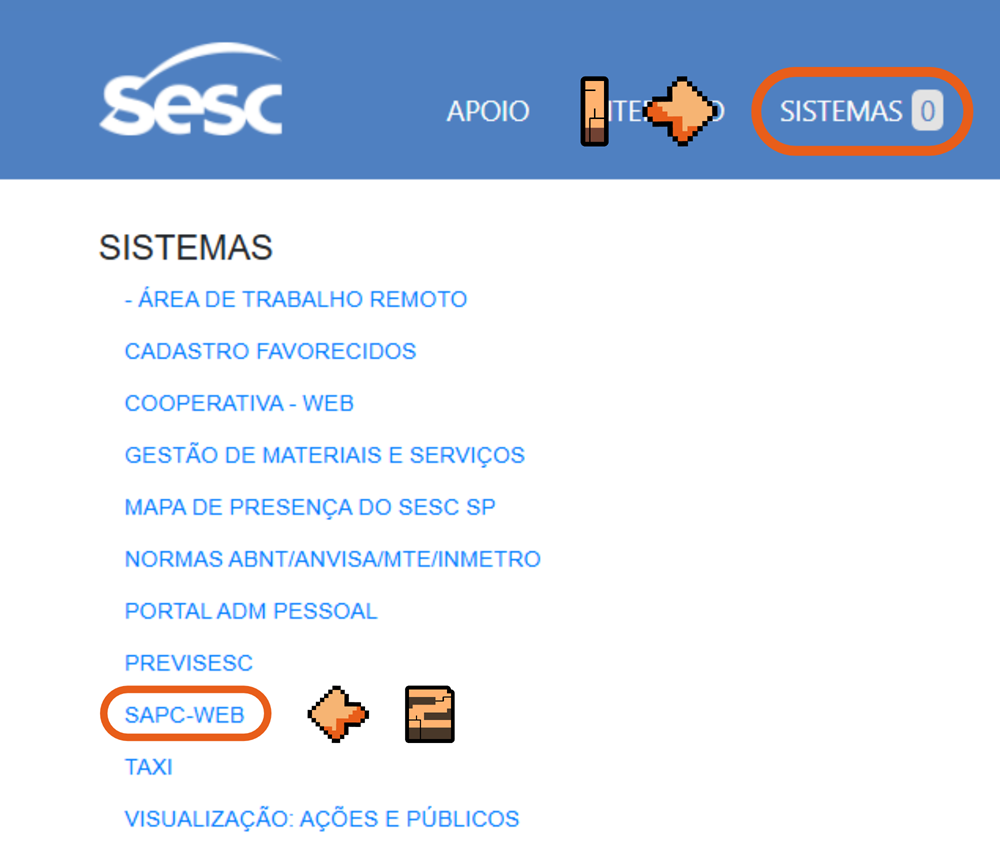 Sesc
APOIO SISTEMAS 0
SISTEMAS
- ÁREA DE TRABALHO REMOTO
CADASTRO FAVORECIDOS
COOPERATIVA - WEB
GESTÃO DE MATERIAIS E SERVIÇOS
MAPA DE PRESENÇA DO SESC SP
NORMAS ABNT/ANVISA/MTE/INMETRO
PORTAL ADM PESSOAL
PREVISESC
SAPC-WEB
TAXI
VISUALIZAÇÃO: AÇÕES E PÚBLICOS